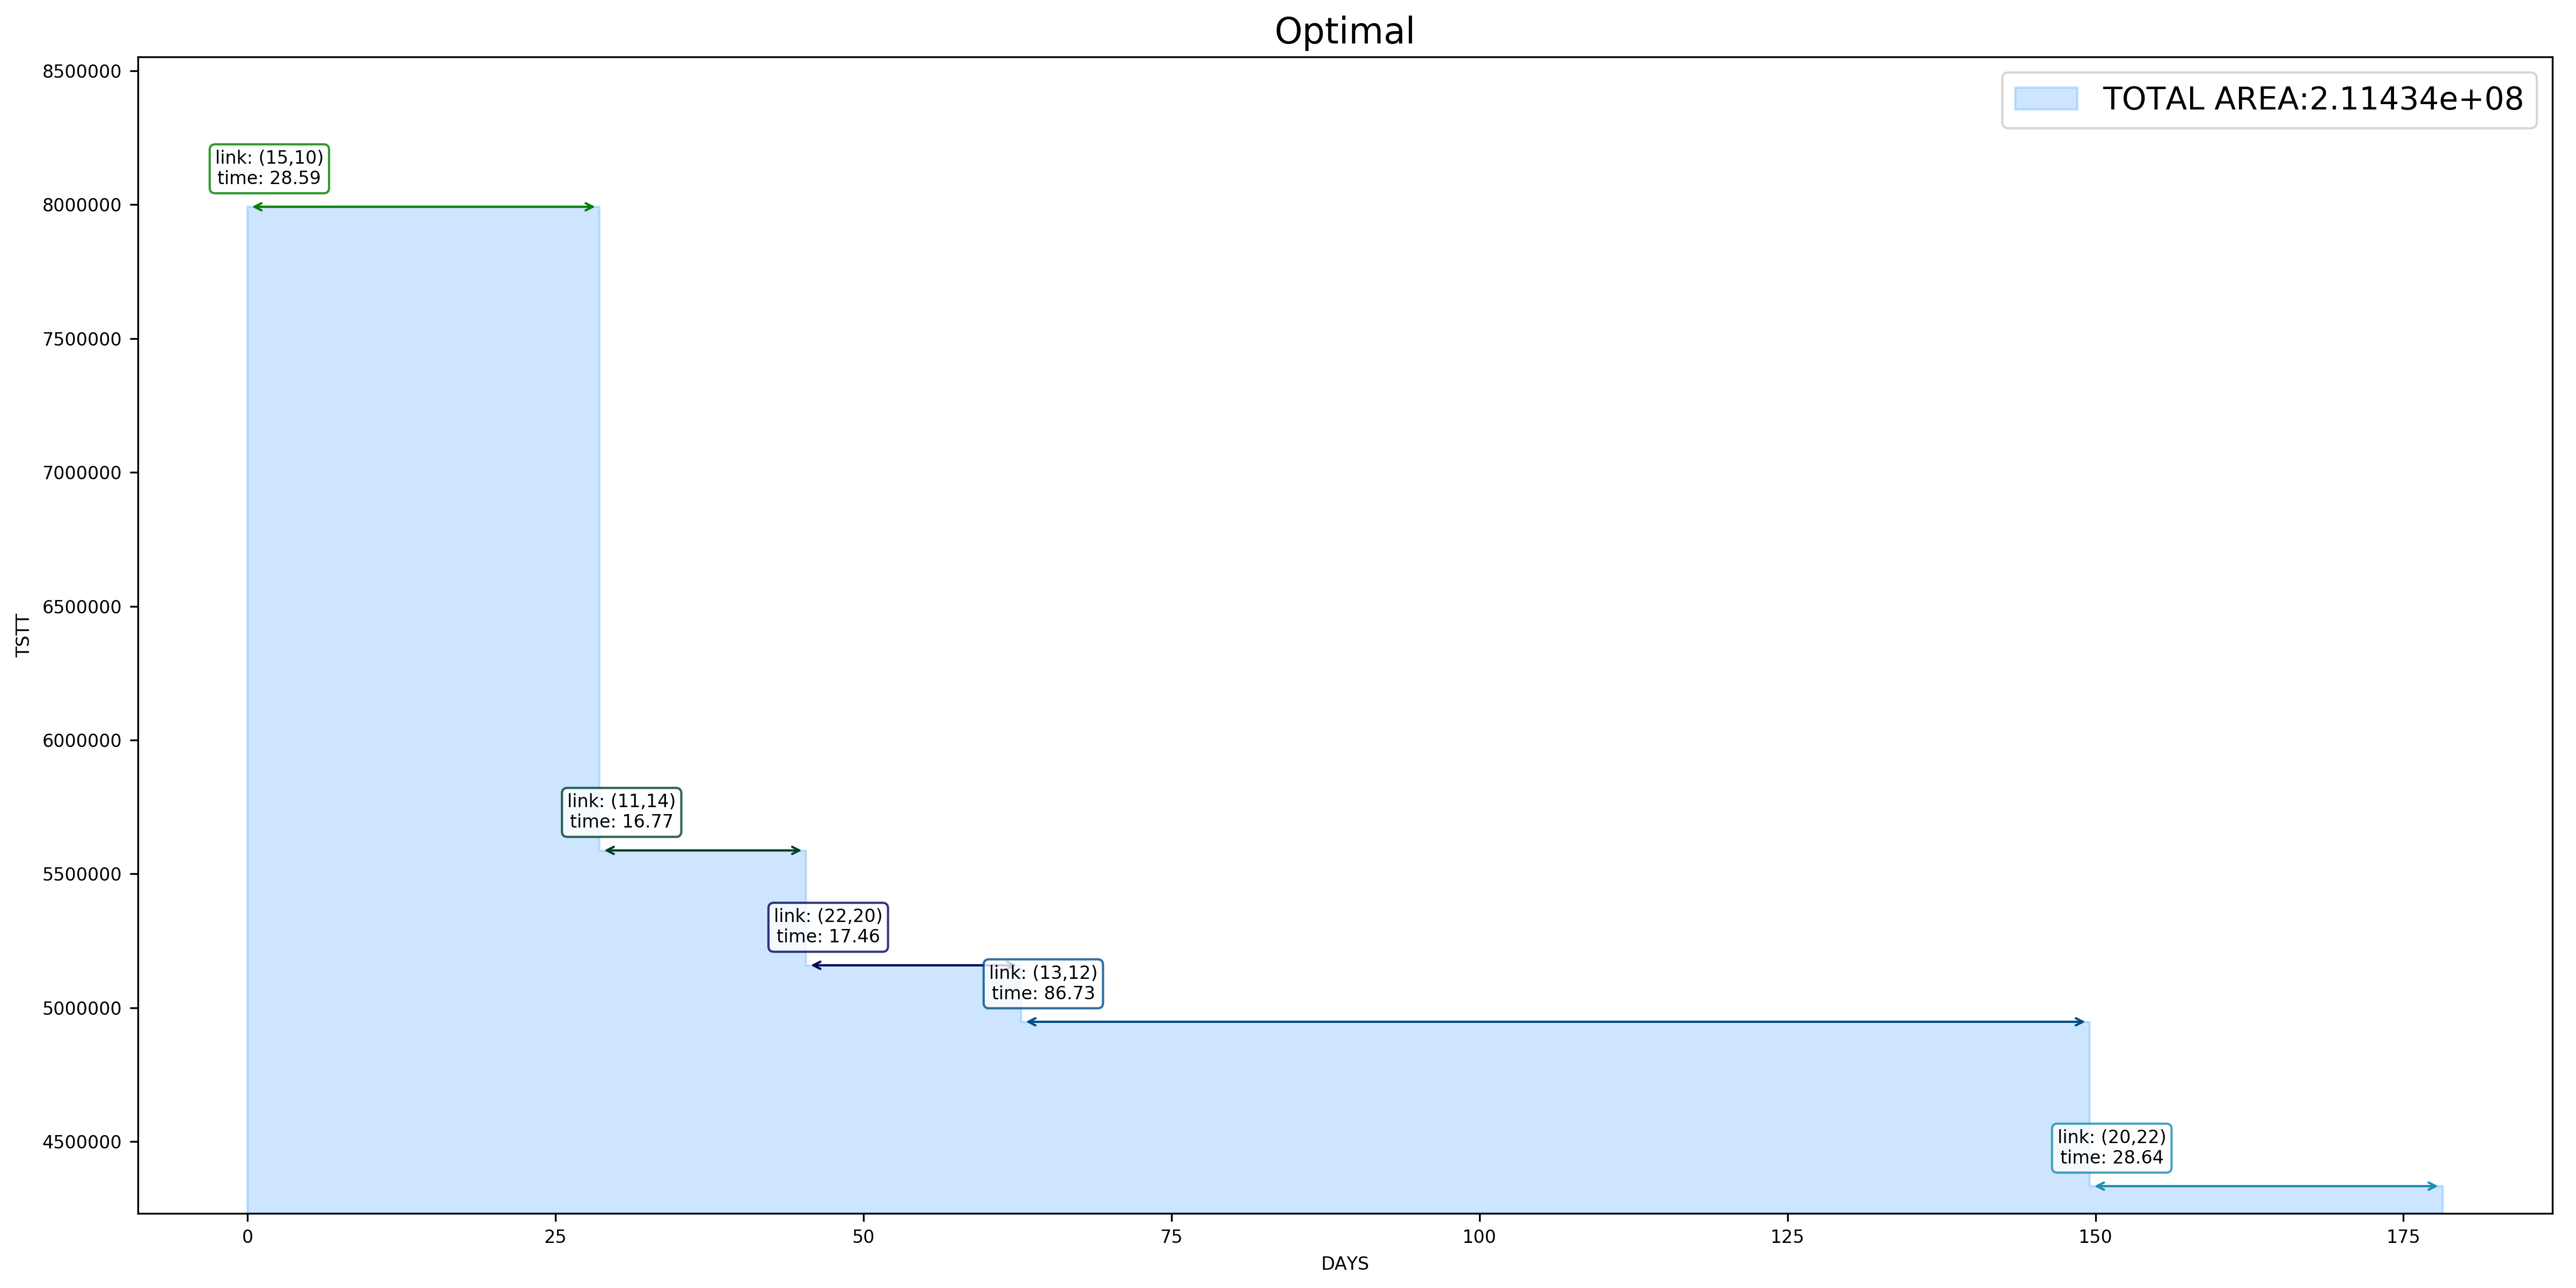 Optimal
TOTAL AREA:2.11434e+08
8500000
8000000
7500000
7000000
6500000
6000000
5500000
5000000
4500000
TSTT
link: (15,10)
time: 28.59
link: (11,14)
time: 16.77
link: (22,20)
time: 17.46
link: (13,12)
time: 86.73
link: (20,22)
time: 28.64
0
25
50
75
100
125
150
175
DAYS